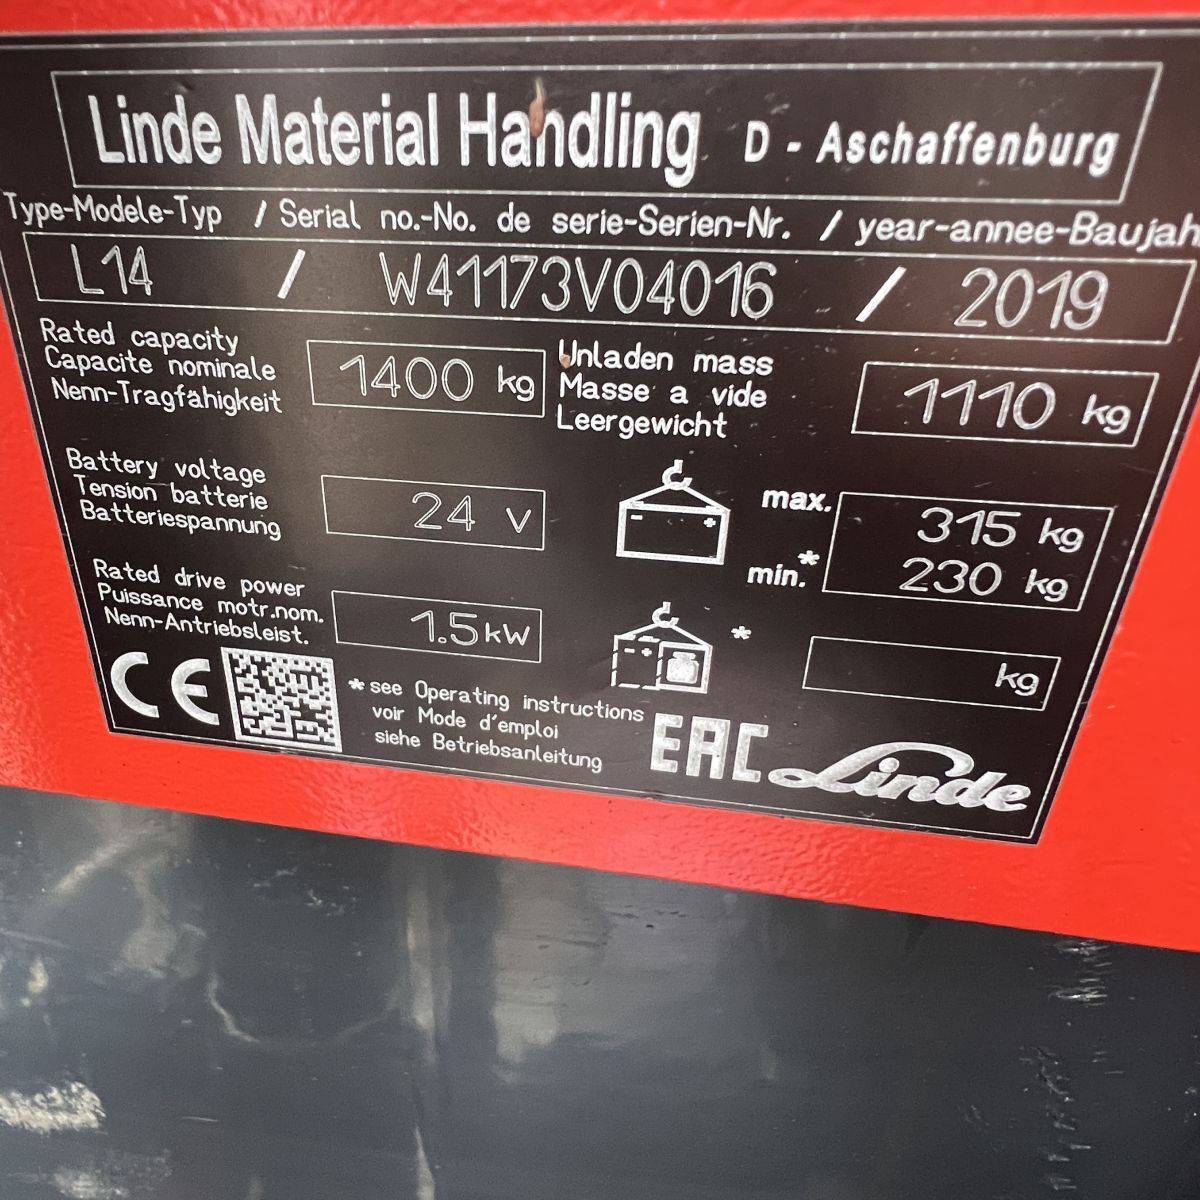 Linde Material Handling D - Aschaffenburg
Type-Modele-Typ / Serial no.-No. de serie-Serien-Nr. / year-annee-Baujah
L14 / W41173V04016 / 2019
Rated capacity
Capacite nominale
Nenn-Tragfähigkeit
1400 kg
Unladen mass
Masse a vide
Leergewicht
1110 kg
Battery voltage
Tension batterie
Batteriespannung
24 V
- +
max. 315 kg
min.* 230 kg
Rated drive power
Puissance motr.nom.
Nenn-Antriebsleist.
1.5 kW
- +
* kg
CE
* see Operating instructions
voir Mode d'emploi
siehe Betriebsanleitung
EAC Linde